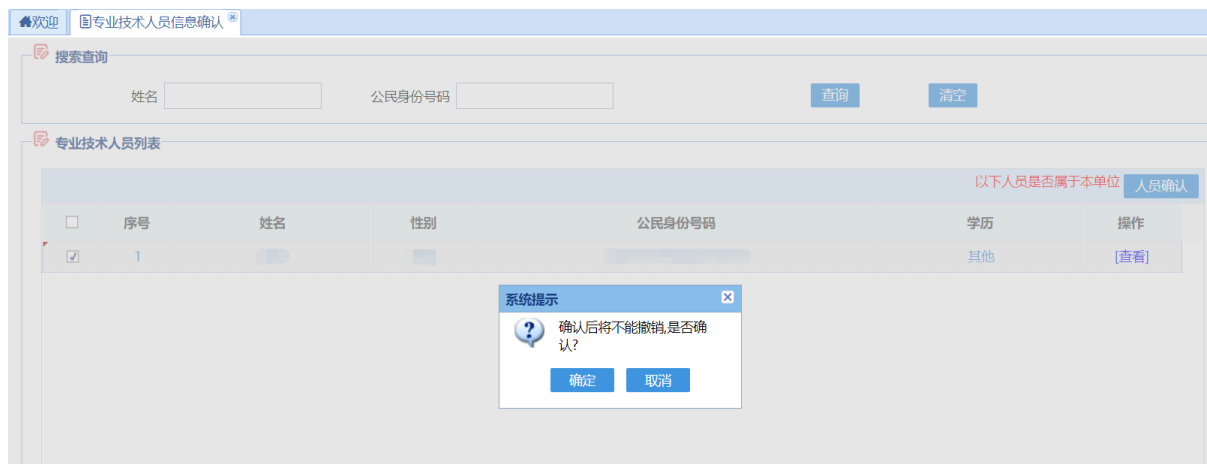 欢迎 专业技术人员信息确认
搜索查询
姓名 公民身份号码 查询 清空
专业技术人员列表
以下人员是否属于本单位 人员确认
序号 姓名 性别 公民身份号码 学历 操作
1 其他 [查看]
系统提示
确认后将不能撤销,是否确
认?
确定 取消